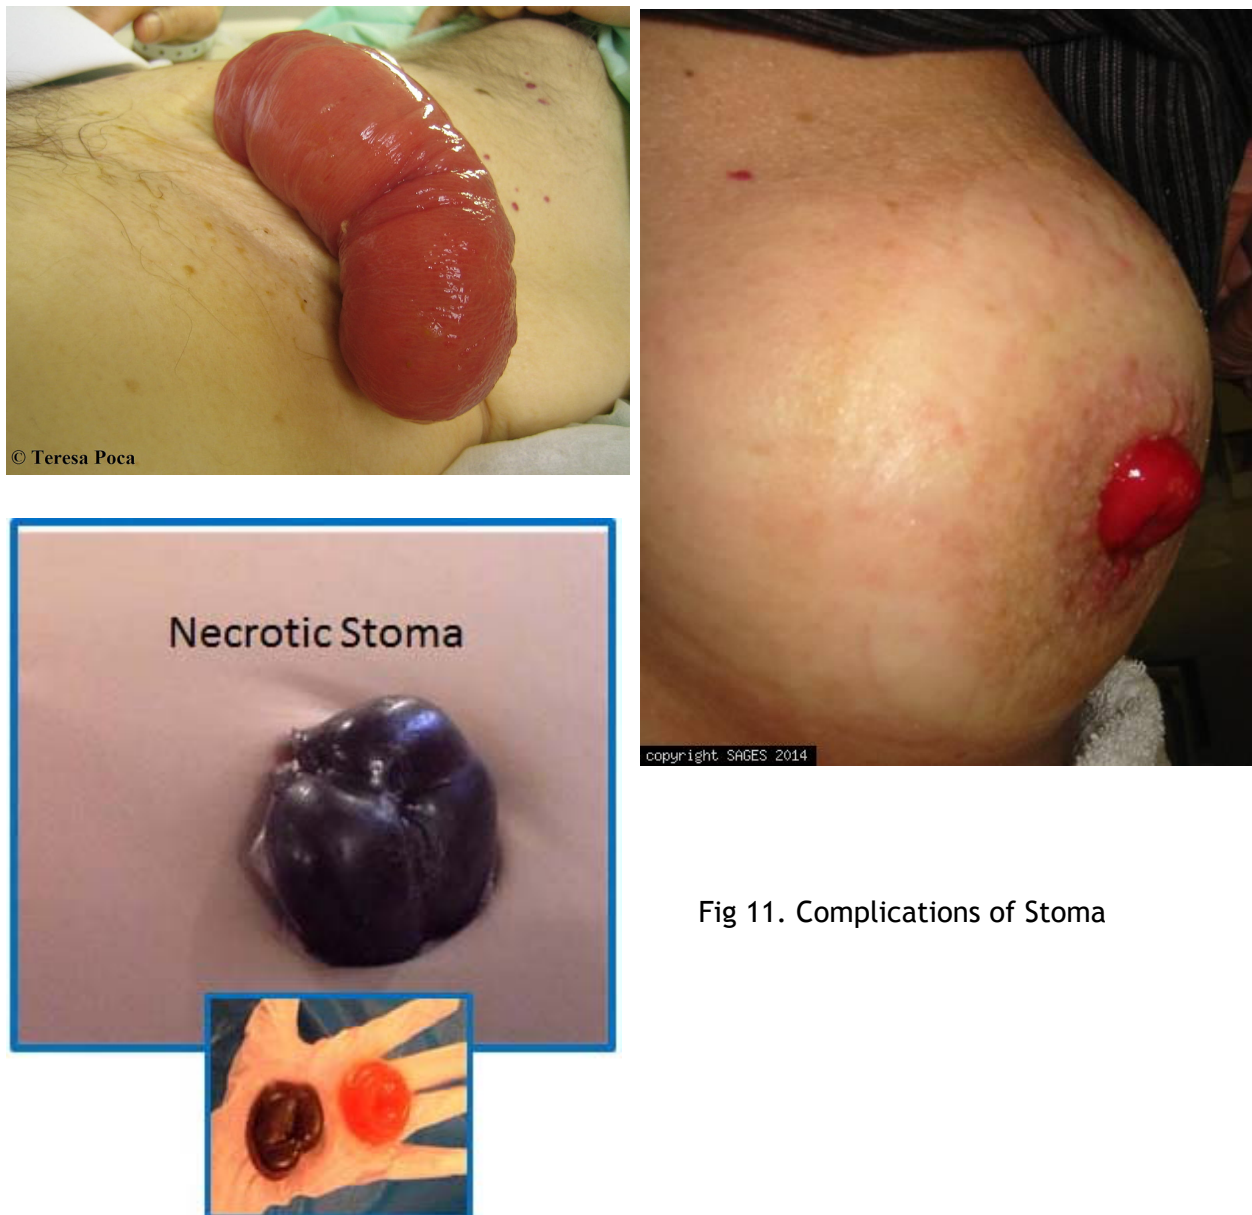 © Teresa Poca
copyright SAGES 2014
Necrotic Stoma
Fig 11. Complications of Stoma